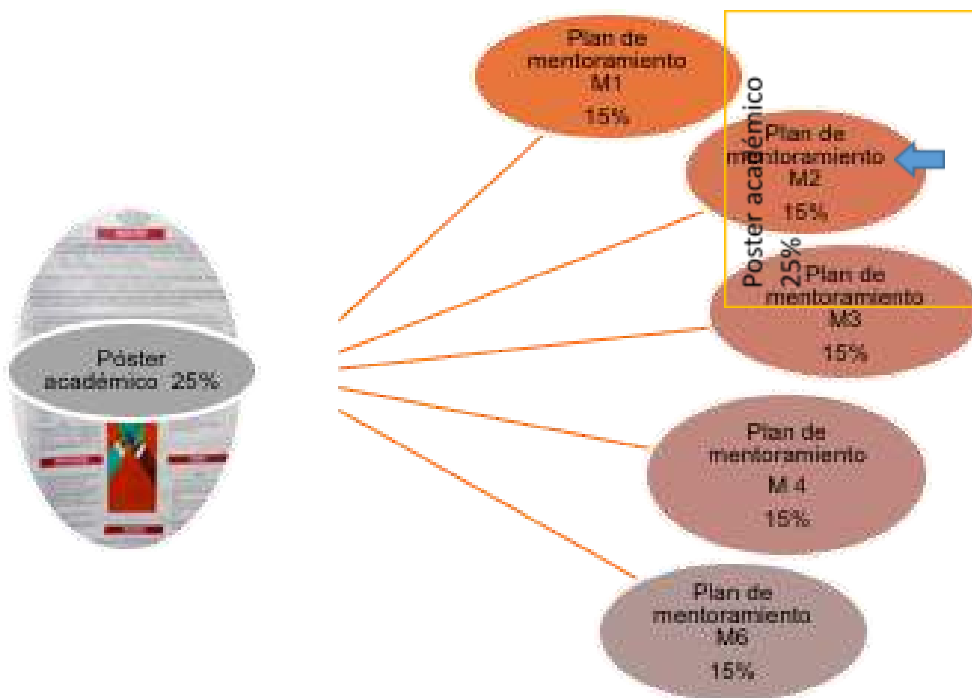 Plan de
mentoramiento
M1
15%
Plan de
mentoramiento
M2
15%
Poster académico
25%
Plan de
mentoramiento
M3
15%
Póster
académico 25%
Plan de
mentoramiento
M 4
15%
Plan de
mentoramiento
M6
15%